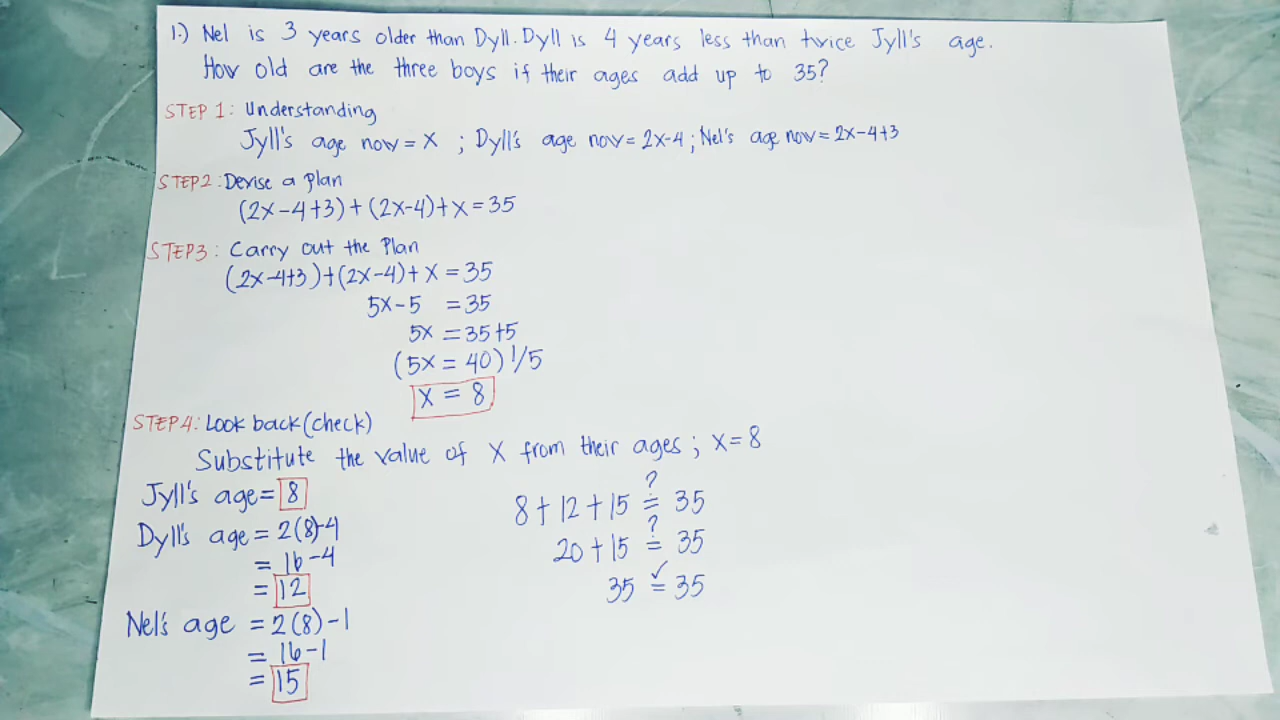 1.) Nel is 3 years older than Dyll. Dyll is 4 years less than twice Jyll's age.
How old are the three boys if their ages add up to 35?
STEP 1: Understanding
Jyll's age now = x ; Dyll's age now = 2x-4 ; Nel's age now = 2x-4+3
STEP2: Devise a Plan
(2x-4+3)+(2x-4)+x=35
STEP3: Carry out the Plan
(2x-4+3)+(2x-4)+x=35
5x-5 =35
5x =35+5
(5x = 40) 1/5
x = 8
STEP4: Look back(check)
Substitute the value of x from their ages ; x=8
Jyll's age= 8
Dyll's age = 2(8)-4
= 16-4
= 12
Nel's age = 2(8)-1
= 16-1
= 15
?
8+12+15 = 35
?
20+15 = 35
✓
35 = 35